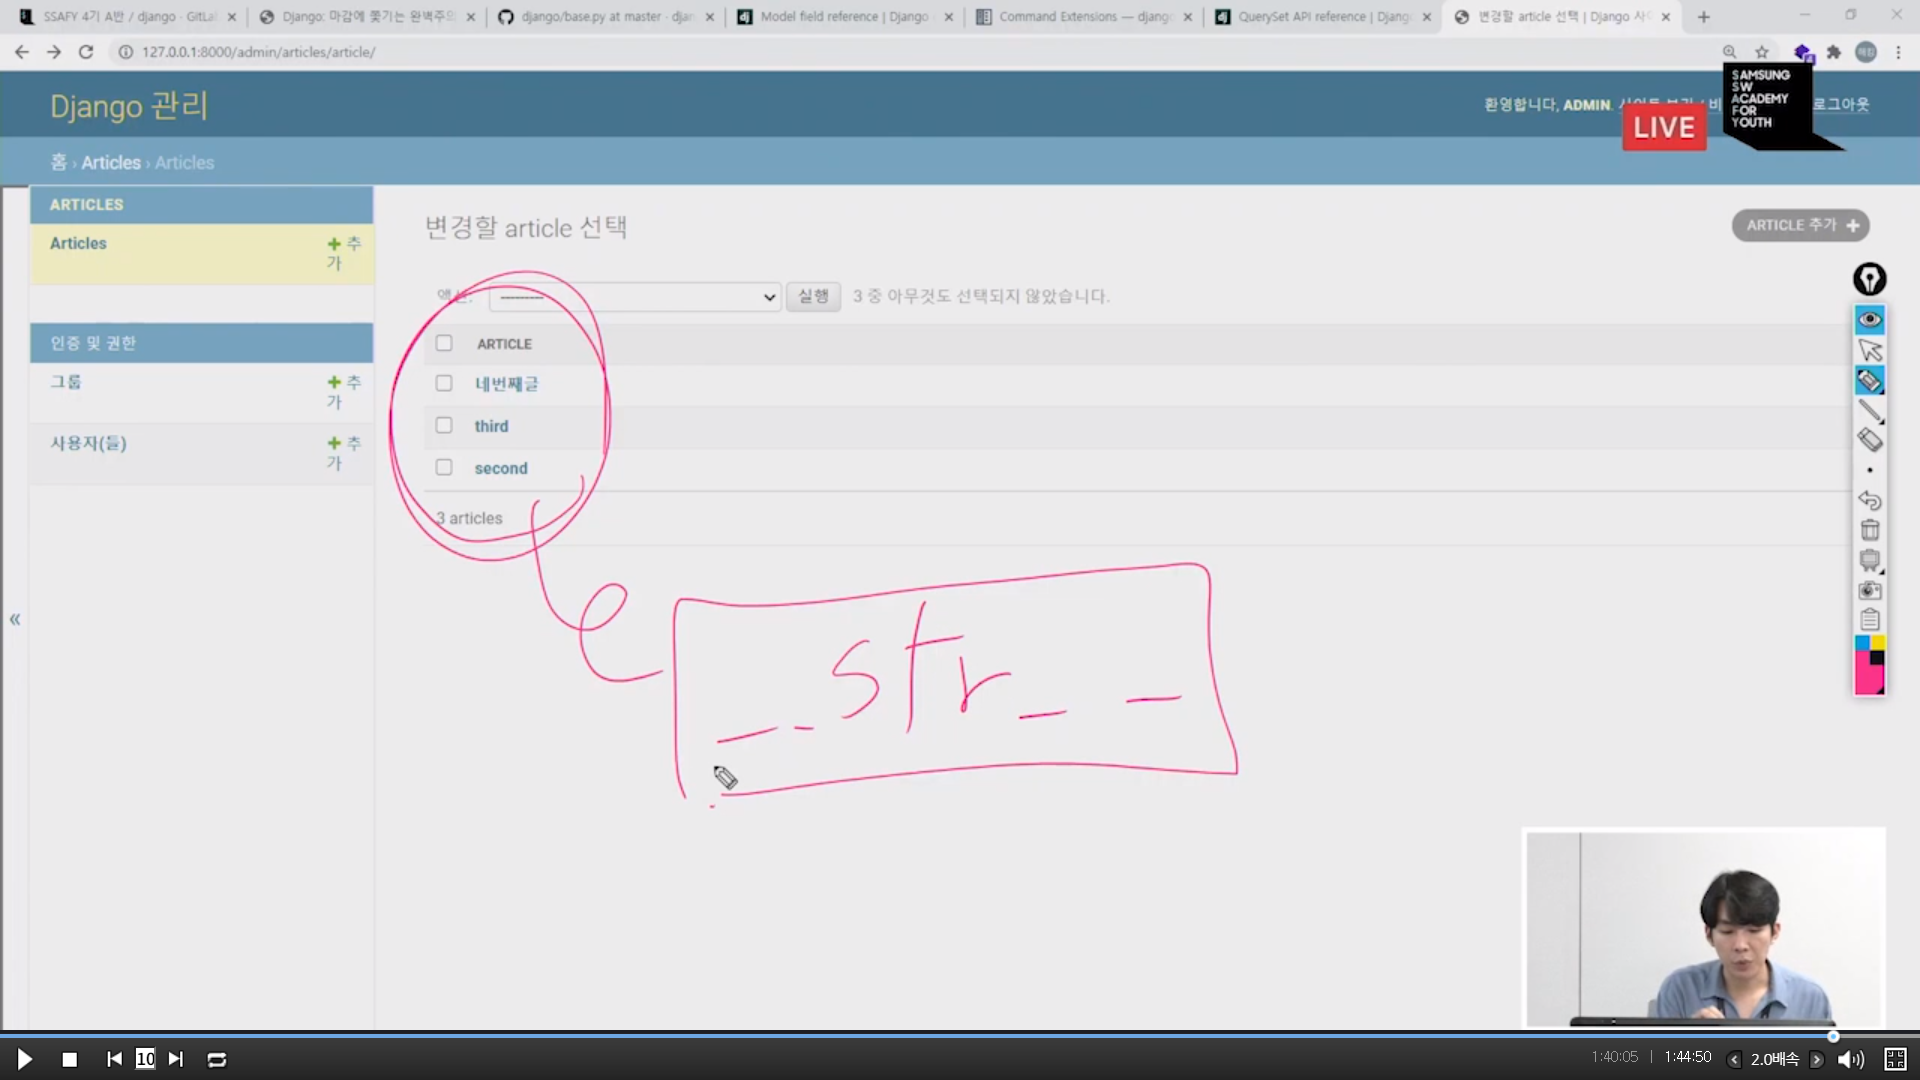 SSAFY 4기 A반 / django · GitLa
Django: 마감에 쫓기는 완벽주의
django/base.py at master · djan
Model field reference | Django
Command Extensions — djang
QuerySet API reference | Djang
변경할 article 선택 | Django 사이
127.0.0.1:8000/admin/articles/article/
Django 관리
환영합니다, ADMIN. 사이트 보기 / 비
로그아웃
LIVE
SAMSUNG
SW
ACADEMY
FOR
YOUTH
홈 › Articles › Articles
ARTICLES
Articles
+ 추가
인증 및 권한
그룹
+ 추가
사용자(들)
+ 추가
«
변경할 article 선택
ARTICLE 추가 +
액션:
---------
실행
3 중 아무것도 선택되지 않았습니다.
ARTICLE
네번째글
third
second
3 articles
__str__
10
1:40:05 | 1:44:50
2.0배속